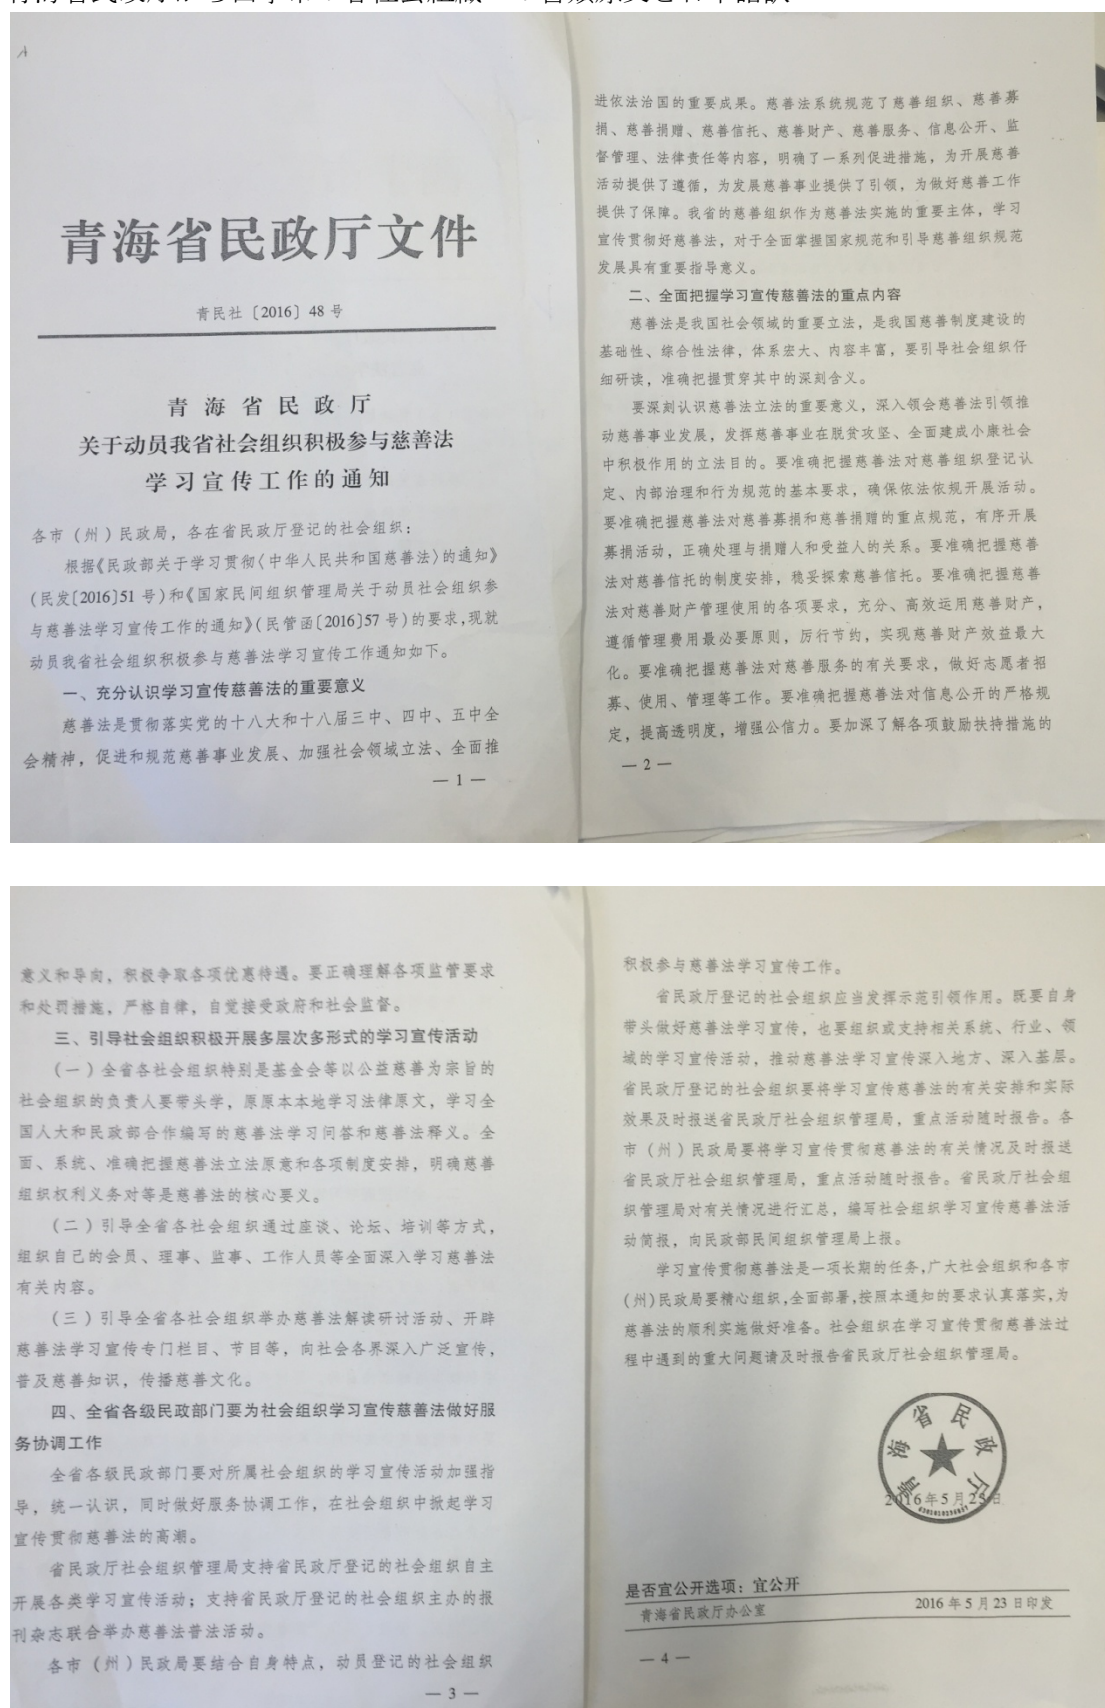 青海省民政厅文件
青民社〔2016〕48号
青海省民政厅
关于动员我省社会组织积极参与慈善法
学习宣传工作的通知
各市（州）民政局，各在省民政厅登记的社会组织：
根据《民政部关于学习贯彻〈中华人民共和国慈善法〉的通知》
(民发〔2016〕51号)和《国家民间组织管理局关于动员社会组织参
与慈善法学习宣传工作的通知》(民管函〔2016〕57号)的要求,现就
动员我省社会组织积极参与慈善法学习宣传工作通知如下。
一、充分认识学习宣传慈善法的重要意义
慈善法是贯彻落实党的十八大和十八届三中、四中、五中全
会精神，促进和规范慈善事业发展、加强社会领域立法、全面推
— 1 —
进依法治国的重要成果。慈善法系统规范了慈善组织、慈善募
捐、慈善捐赠、慈善信托、慈善财产、慈善服务、信息公开、监
督管理、法律责任等内容，明确了一系列促进措施，为开展慈善
活动提供了遵循，为发展慈善事业提供了引领，为做好慈善工作
提供了保障。我省的慈善组织作为慈善法实施的重要主体，学习
宣传贯彻好慈善法，对于全面掌握国家规范和引导慈善组织规范
发展具有重要指导意义。
二、全面把握学习宣传慈善法的重点内容
慈善法是我国社会领域的重要立法，是我国慈善制度建设的
基础性、综合性法律，体系宏大、内容丰富，要引导社会组织仔
细研读，准确把握贯穿其中的深刻含义。
要深刻认识慈善法立法的重要意义，深入领会慈善法引领推
动慈善事业发展，发挥慈善事业在脱贫攻坚、全面建成小康社会
中积极作用的立法目的。要准确把握慈善法对慈善组织登记认
定、内部治理和行为规范的基本要求，确保依法依规开展活动。
要准确把握慈善法对慈善募捐和慈善捐赠的重点规范，有序开展
募捐活动，正确处理与捐赠人和受益人的关系。要准确把握慈善
法对慈善信托的制度安排，稳妥探索慈善信托。要准确把握慈善
法对慈善财产管理使用的各项要求，充分、高效运用慈善财产，
遵循管理费用最必要原则，厉行节约，实现慈善财产效益最大
化。要准确把握慈善法对慈善服务的有关要求，做好志愿者招
募、使用、管理等工作。要准确把握慈善法对信息公开的严格规
定，提高透明度，增强公信力。要加深了解各项鼓励扶持措施的
— 2 —
意义和导向，积极争取各项优惠待遇。要正确理解各项监管要求
和处罚措施，严格自律，自觉接受政府和社会监督。
三、引导社会组织积极开展多层次多形式的学习宣传活动
（一）全省各社会组织特别是基金会等以公益慈善为宗旨的
社会组织的负责人要带头学，原原本本地学习法律原文，学习全
国人大和民政部合作编写的慈善法学习问答和慈善法释义。全
面、系统、准确把握慈善法立法原意和各项制度安排，明确慈善
组织权利义务对等是慈善法的核心要义。
（二）引导全省各社会组织通过座谈、论坛、培训等方式，
组织自己的会员、理事、监事、工作人员等全面深入学习慈善法
有关内容。
（三）引导全省各社会组织举办慈善法解读研讨活动、开辟
慈善法学习宣传专门栏目、节目等，向社会各界深入广泛宣传，
普及慈善知识，传播慈善文化。
四、全省各级民政部门要为社会组织学习宣传慈善法做好服
务协调工作
全省各级民政部门要对所属社会组织的学习宣传活动加强指
导，统一认识，同时做好服务协调工作，在社会组织中掀起学习
宣传贯彻慈善法的高潮。
省民政厅社会组织管理局支持省民政厅登记的社会组织自主
开展各类学习宣传活动；支持省民政厅登记的社会组织主办的报
刊杂志联合举办慈善法普法活动。
各市（州）民政局要结合自身特点，动员登记的社会组织
— 3 —
积极参与慈善法学习宣传工作。
省民政厅登记的社会组织应当发挥示范引领作用。既要自身
带头做好慈善法学习宣传，也要组织或支持相关系统、行业、领
域的学习宣传活动，推动慈善法学习宣传深入地方、深入基层。
省民政厅登记的社会组织要将学习宣传慈善法的有关安排和实际
效果及时报送省民政厅社会组织管理局，重点活动随时报告。各
市（州）民政局要将学习宣传贯彻慈善法的有关情况及时报送
省民政厅社会组织管理局，重点活动随时报告。省民政厅社会组
织管理局对有关情况进行汇总，编写社会组织学习宣传慈善法活
动简报，向民政部民间组织管理局上报。
学习宣传贯彻慈善法是一项长期的任务,广大社会组织和各市
(州)民政局要精心组织,全面部署,按照本通知的要求认真落实,为
慈善法的顺利实施做好准备。社会组织在学习宣传贯彻慈善法过
程中遇到的重大问题请及时报告省民政厅社会组织管理局。
青海省民政厅
2016年5月23日
是否宜公开选项：宜公开
青海省民政厅办公室 2016年5月23日印发
— 4 —